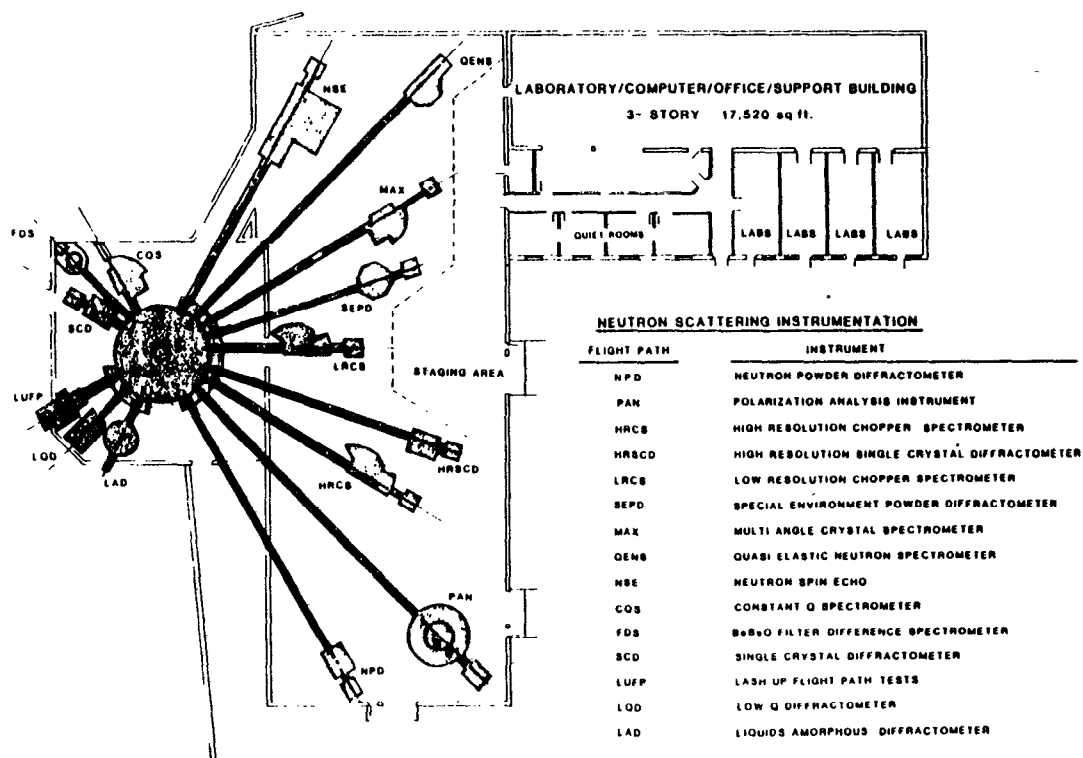 QENS
NSE
LABORATORY/COMPUTER/OFFICE/SUPPORT BUILDING
3- STORY 17,520 sq ft.
MAX
FDS
CQS
QUIET ROOMS
LABS LABS LABS LABS
SEPD
SCD
LRCS
STAGING AREA
LUFP
LQD
LAD
HRSCD
HRCS
PAN
NPD
NEUTRON SCATTERING INSTRUMENTATION
FLIGHT PATH INSTRUMENT
NPD NEUTRON POWDER DIFFRACTOMETER
PAN POLARIZATION ANALYSIS INSTRUMENT
HRCS HIGH RESOLUTION CHOPPER SPECTROMETER
HRSCD HIGH RESOLUTION SINGLE CRYSTAL DIFFRACTOMETER
LRCS LOW RESOLUTION CHOPPER SPECTROMETER
SEPD SPECIAL ENVIRONMENT POWDER DIFFRACTOMETER
MAX MULTI ANGLE CRYSTAL SPECTROMETER
QENS QUASI ELASTIC NEUTRON SPECTROMETER
NSE NEUTRON SPIN ECHO
CQS CONSTANT Q SPECTROMETER
FDS BeBeO FILTER DIFFERENCE SPECTROMETER
SCD SINGLE CRYSTAL DIFFRACTOMETER
LUFP LASH UP FLIGHT PATH TESTS
LQD LOW Q DIFFRACTOMETER
LAD LIQUIDS AMORPHOUS DIFFRACTOMETER